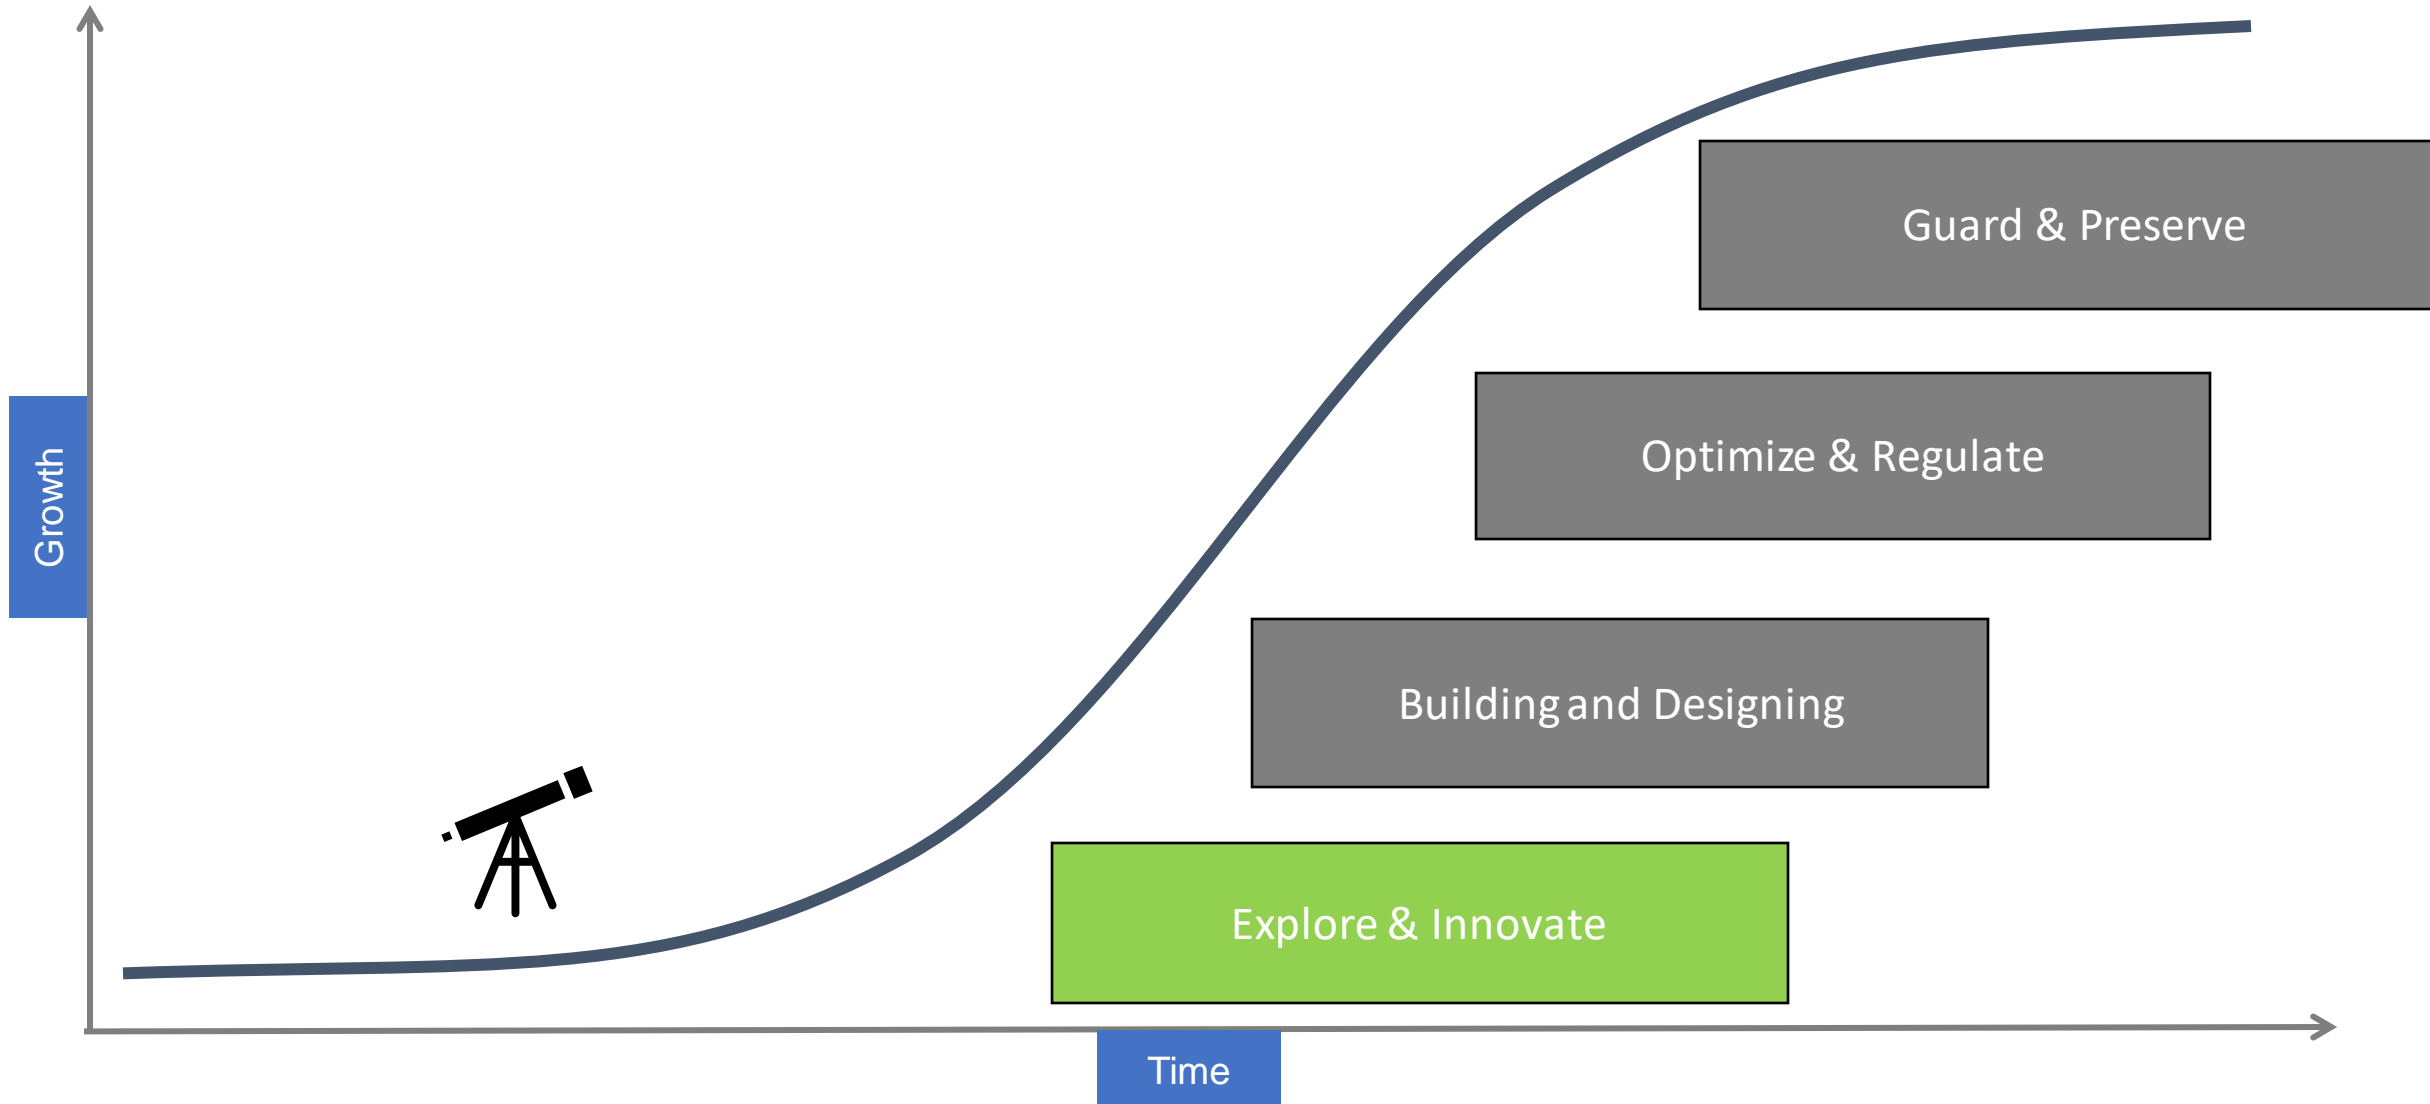 Guard & Preserve
Growth
Optimize & Regulate
Building and Designing
Explore & Innovate
Time